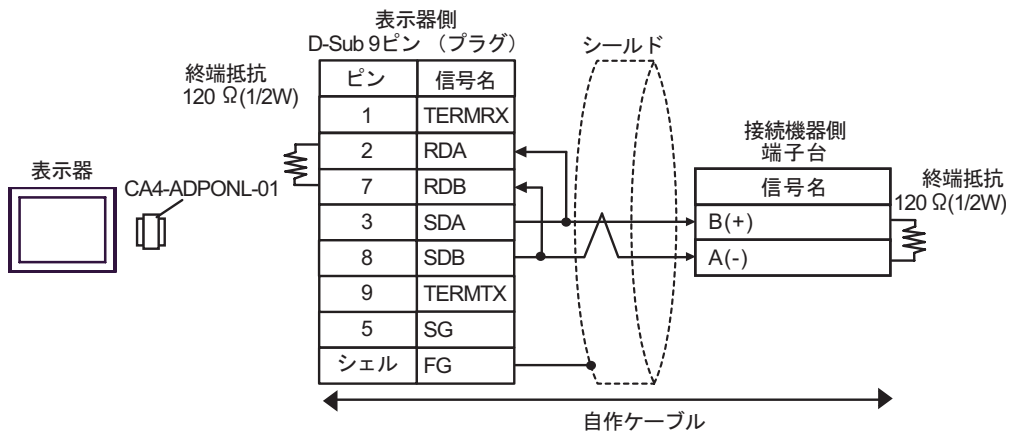 表示器側
D-Sub 9ピン （プラグ）
シールド
終端抵抗
120 Ω(1/2W)
ピン 信号名
1 TERMRX
2 RDA
7 RDB
3 SDA
8 SDB
9 TERMTX
5 SG
シェル FG
表示器
CA4-ADPONL-01
接続機器側
端子台
信号名
B(+)
A(-)
終端抵抗
120 Ω(1/2W)
自作ケーブル